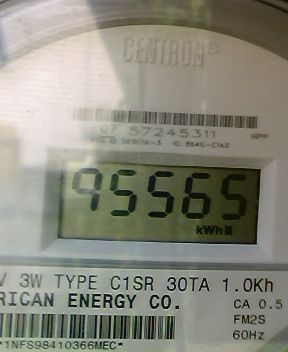 CENTRON®
07 57245311
HPP
95565
kWh
V 3W TYPE C1SR 30TA 1.0Kh
RICAN ENERGY CO.
CA 0.5
FM2S
60Hz
*1NFS98410366MEC*